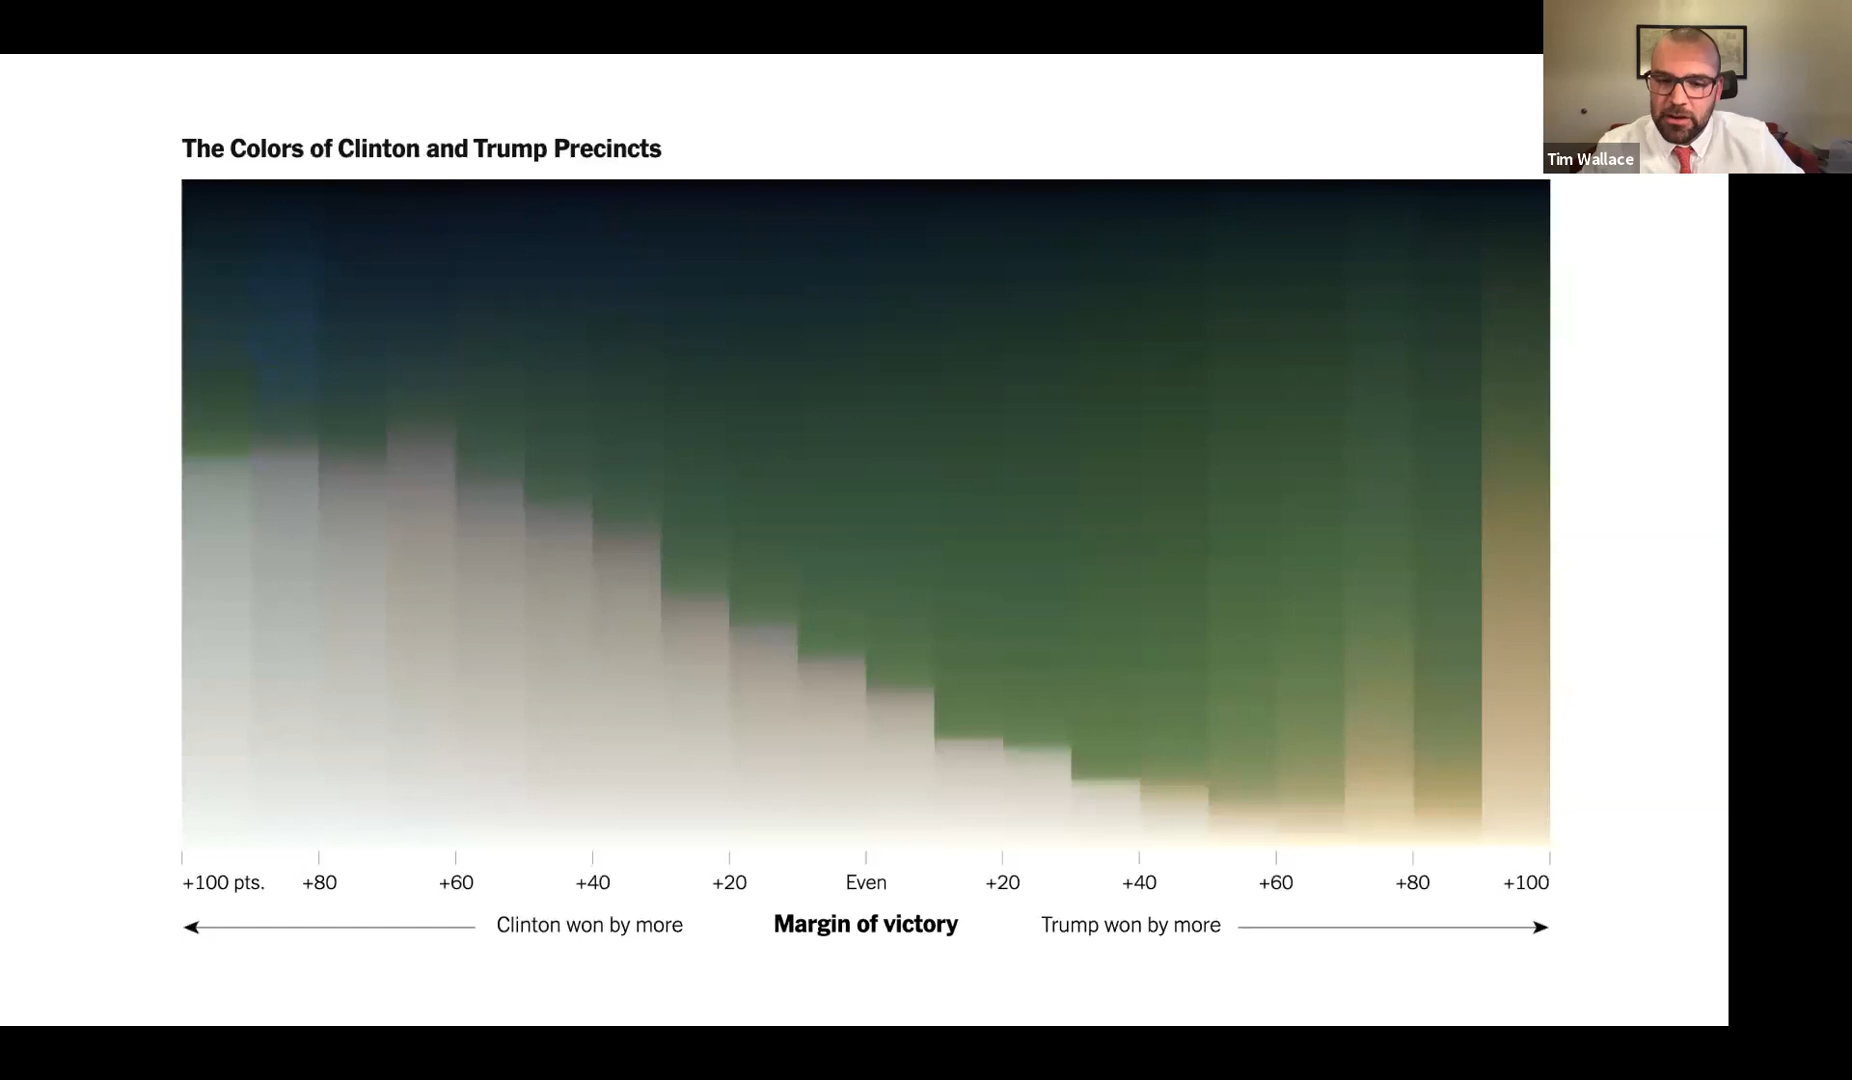 Tim Wallace
The Colors of Clinton and Trump Precincts
+100 pts. +80 +60 +40 +20 Even +20 +40 +60 +80 +100
Clinton won by more Margin of victory Trump won by more